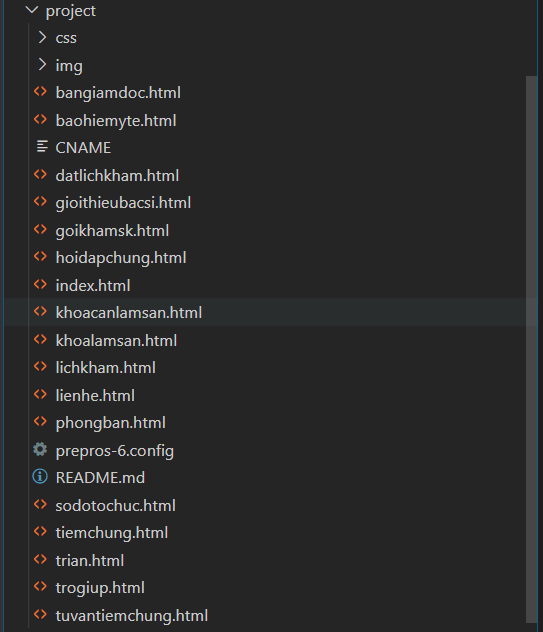 project
css
img
bangiamdoc.html
baohiemyte.html
CNAME
datlichkham.html
gioithieubacsi.html
goikhamsk.html
hoidapchung.html
index.html
khoacanlamsan.html
khoalamsan.html
lichkham.html
lienhe.html
phongban.html
prepros-6.config
README.md
sodotochuc.html
tiemchung.html
trian.html
trogiup.html
tuvantiemchung.html